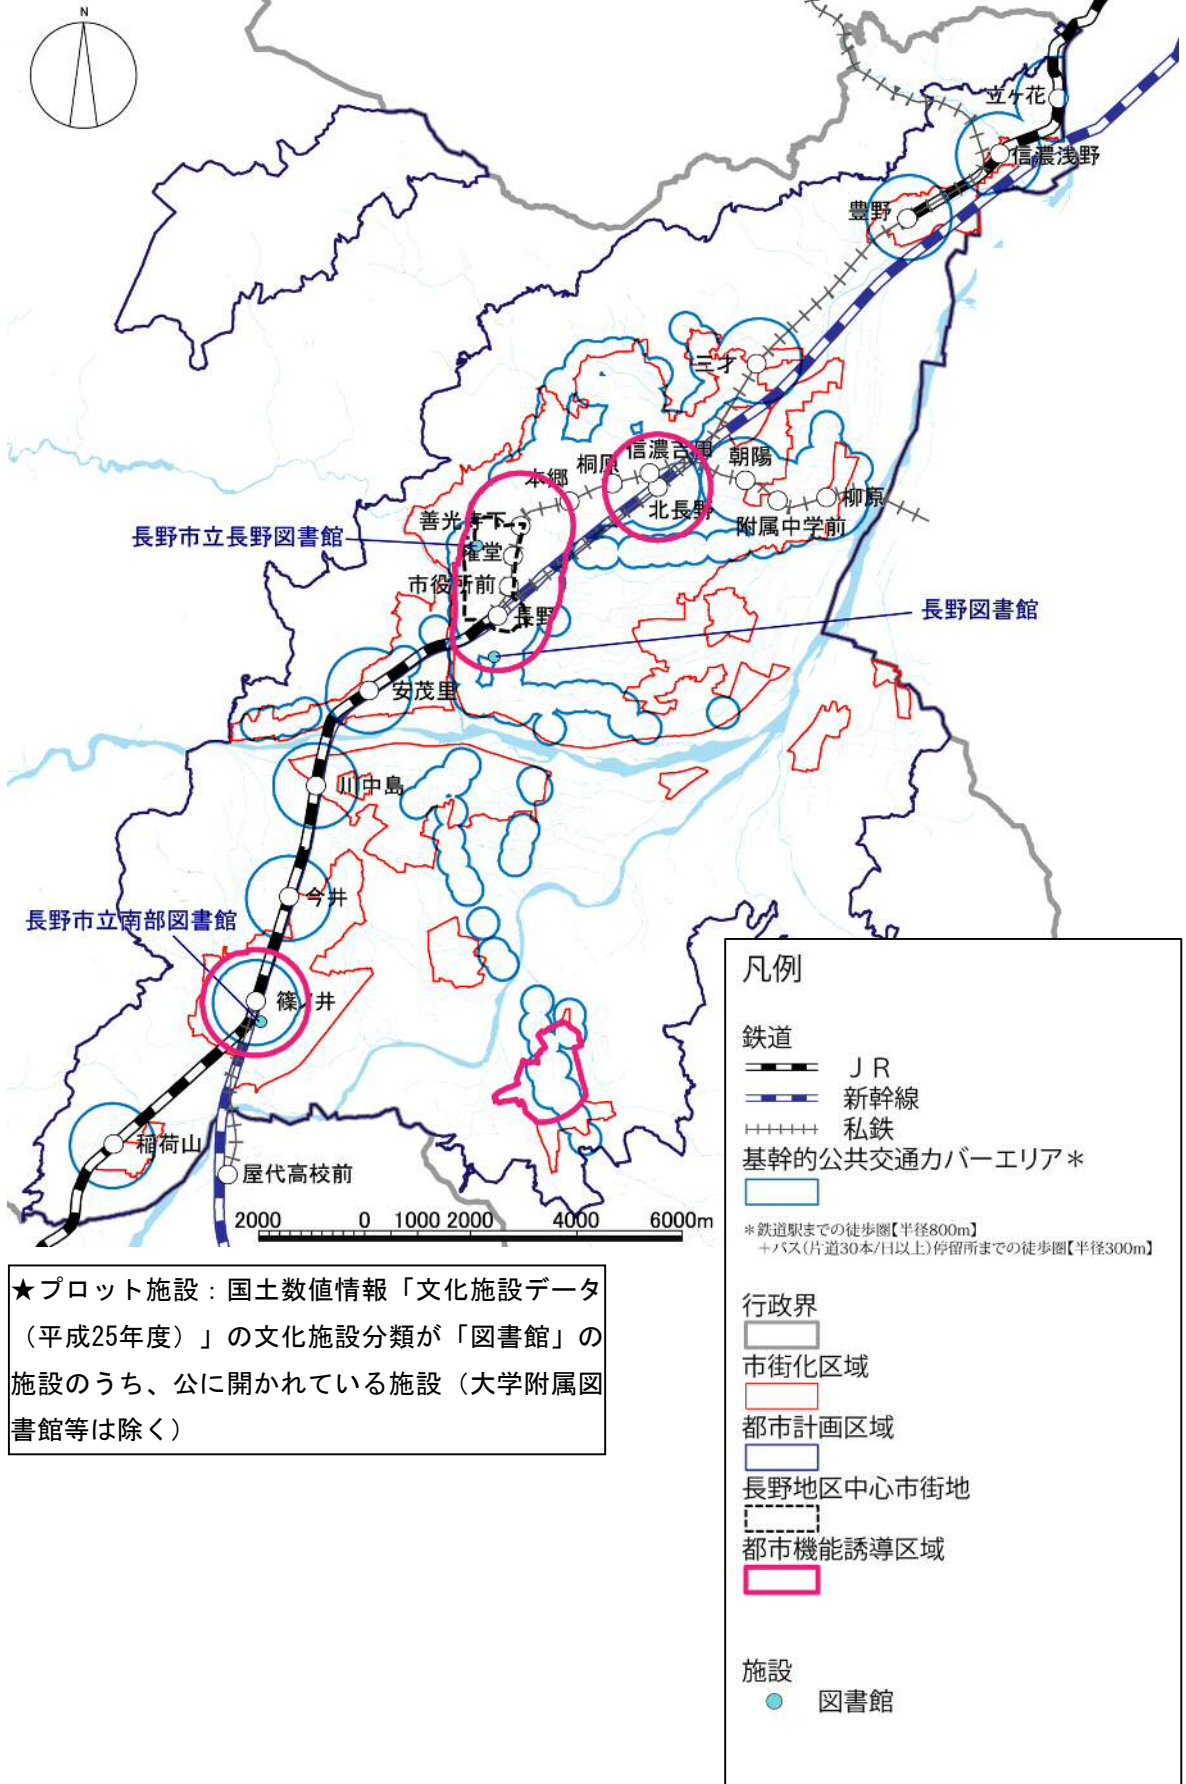 N
立ヶ花
信濃浅野
豊野
三才
信濃吉田
朝陽
桐原
本郷
柳原
北長野
附属中学前
善光寺下
長野市立長野図書館
権堂
市役所前
長野図書館
長野
安茂里
川中島
今井
長野市立南部図書館
篠ノ井
稲荷山
屋代高校前
2000 0 1000 2000 4000 6000m
凡例
鉄道
JR
新幹線
私鉄
基幹的公共交通カバーエリア＊
＊鉄道駅までの徒歩圏【半径800m】
＋バス（片道30本/日以上）停留所までの徒歩圏【半径300m】
行政界
市街化区域
都市計画区域
長野地区中心市街地
都市機能誘導区域
施設
図書館
★プロット施設：国土数値情報「文化施設データ
（平成25年度）」の文化施設分類が「図書館」の
施設のうち、公に開かれている施設（大学附属図
書館等は除く）